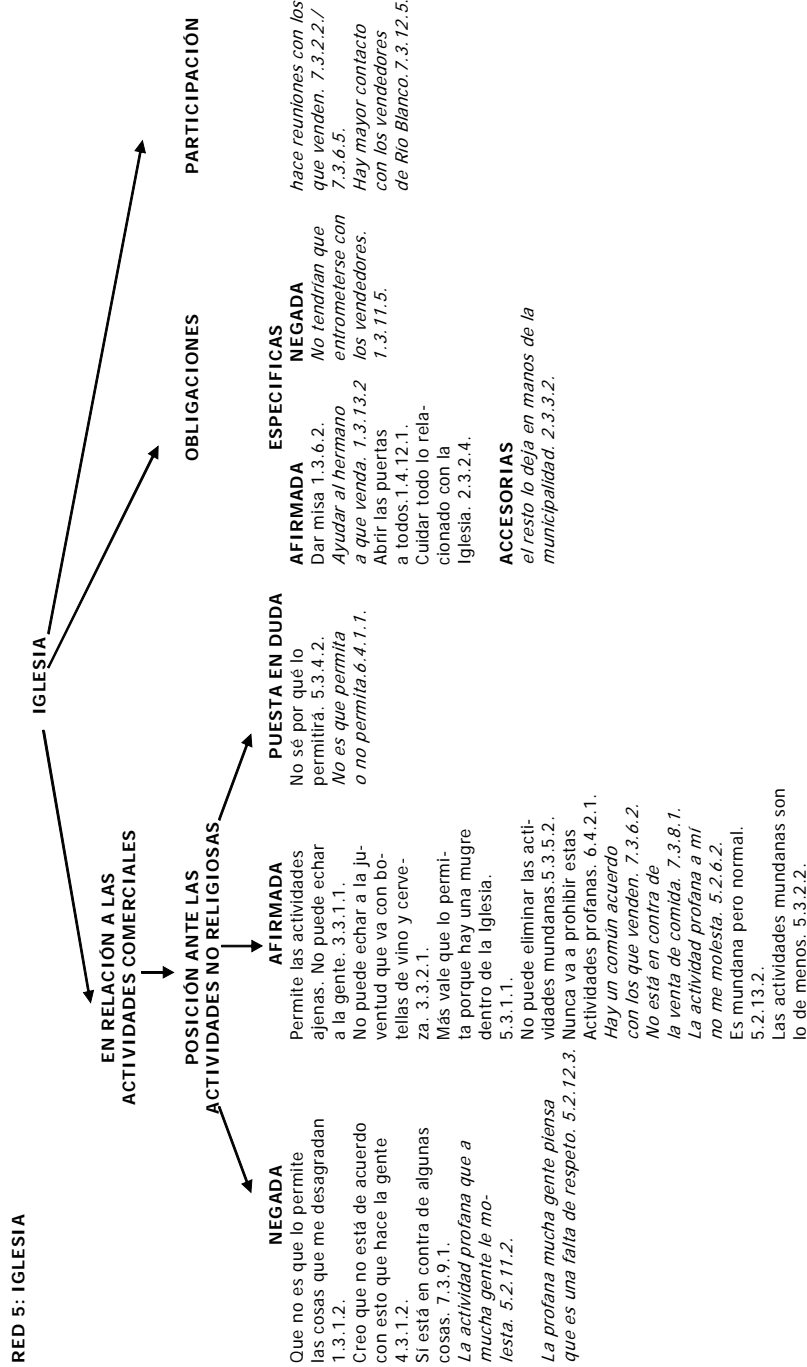 RED 5: IGLESIA
IGLESIA
EN RELACIÓN A LAS
ACTIVIDADES COMERCIALES
POSICIÓN ANTE LAS
ACTIVIDADES NO RELIGIOSAS
NEGADA
Que no es que lo permite
las cosas que me desagradan
1.3.1.2.
Creo que no está de acuerdo
con esto que hace la gente
4.3.1.2.
Sí está en contra de algunas
cosas. 7.3.9.1.
La actividad profana que a
mucha gente le mo-
lesta. 5.2.11.2.
La profana mucha gente piensa
que es una falta de respeto. 5.2.12.3.
AFIRMADA
Permite las actividades
ajenas. No puede echar
a la gente. 3.3.1.1.
No puede echar a la ju-
ventud que va con bo-
tellas de vino y cerve-
za. 3.3.2.1.
Más vale que lo permi-
ta porque hay una mugre
dentro de la Iglesia.
5.3.1.1.
No puede eliminar las acti-
vidades mundanas.5.3.5.2.
Nunca va a prohibir estas
Actividades profanas. 6.4.2.1.
Hay un común acuerdo
con los que venden. 7.3.6.2.
No está en contra de
la venta de comida. 7.3.8.1.
La actividad profana a mí
no me molesta. 5.2.6.2.
Es mundana pero normal.
5.2.13.2.
Las actividades mundanas son
lo de menos. 5.3.2.2.
PUESTA EN DUDA
No sé por qué lo
permitirá. 5.3.4.2.
No es que permita
o no permita.6.4.1.1.
OBLIGACIONES
ESPECIFICAS
AFIRMADA
Dar misa 1.3.6.2.
Ayudar al hermano
a que venda. 1.3.13.2
Abrir las puertas
a todos.1.4.12.1.
Cuidar todo lo rela-
cionado con la
Iglesia. 2.3.2.4.
NEGADA
No tendrían que
entrometerse con
los vendedores.
1.3.11.5.
ACCESORIAS
el resto lo deja en manos de la
municipalidad. 2.3.3.2.
PARTICIPACIÓN
hace reuniones con los
que venden. 7.3.2.2./
7.3.6.5.
Hay mayor contacto
con los vendedores
de Río Blanco.7.3.12.5.